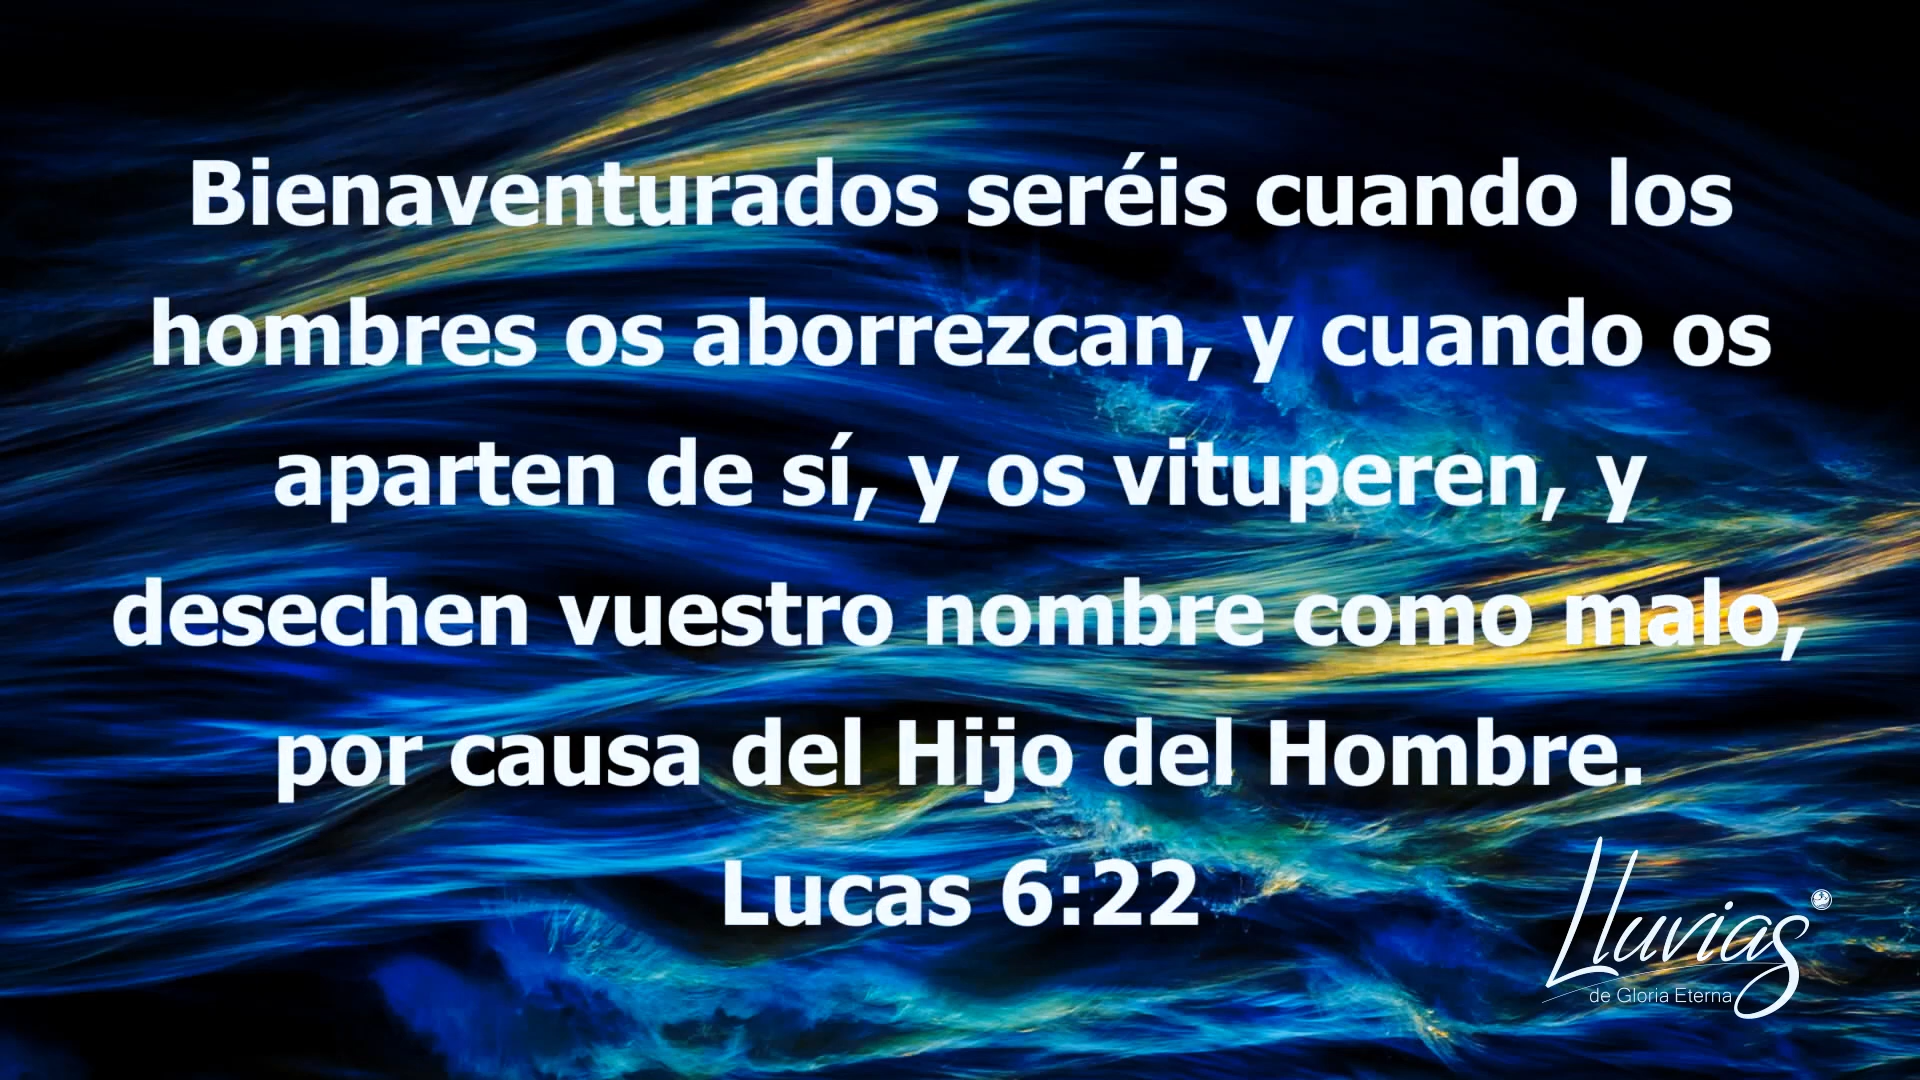 Bienaventurados seréis cuando los
hombres os aborrezcan, y cuando os
aparten de sí, y os vituperen, y
desechen vuestro nombre como malo,
por causa del Hijo del Hombre.
Lucas 6:22
Lluvias
de Gloria Eterna